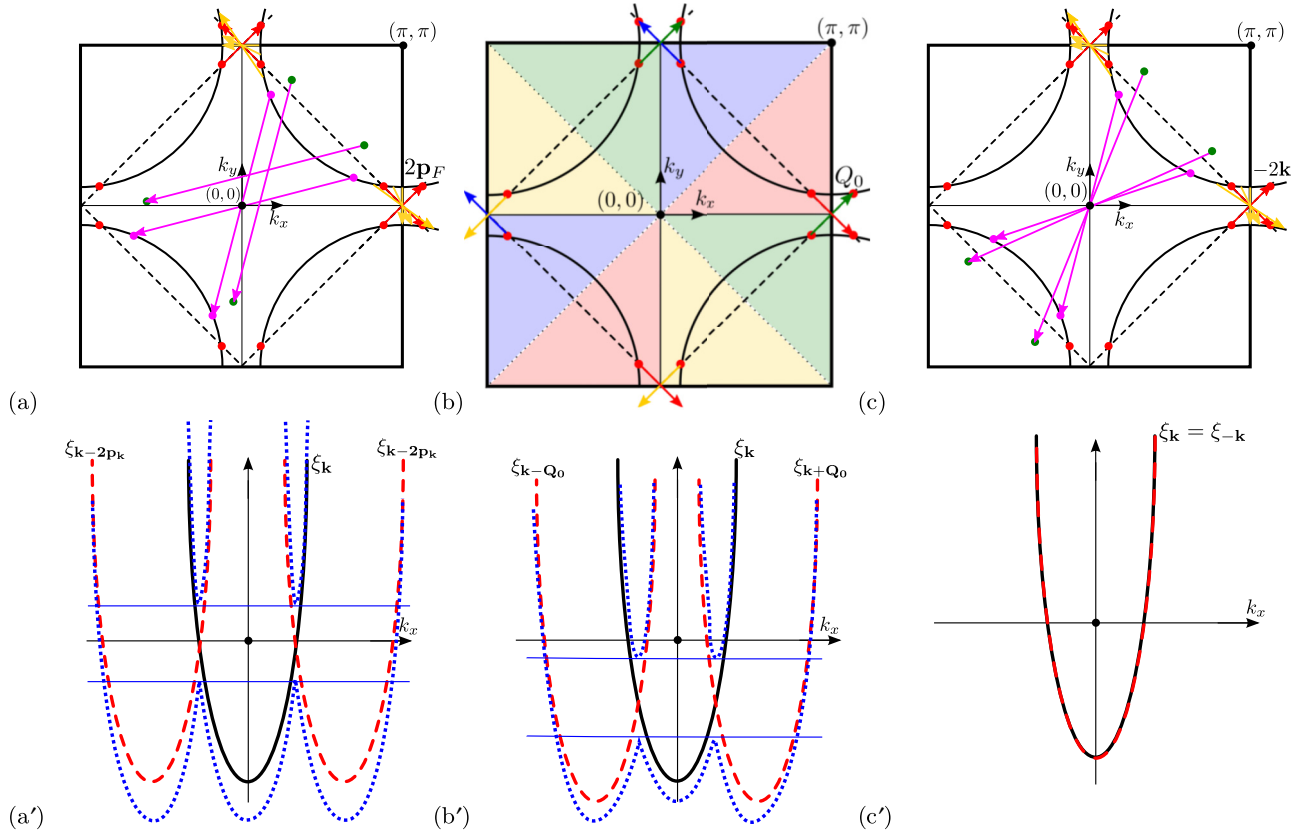 (π, π)
(π, π)
(π, π)
2p_F
k_y
(0, 0)
k_x
Q_0
k_y
(0, 0)
k_x
−2k
k_y
(0, 0)
k_x
(a)
(b)
(c)
ξ_{k−2p_k}
ξ_k
ξ_{k−2p_k}
k_x
ξ_{k−Q_0}
ξ_k
ξ_{k+Q_0}
k_x
ξ_k = ξ_{−k}
k_x
(a′)
(b′)
(c′)